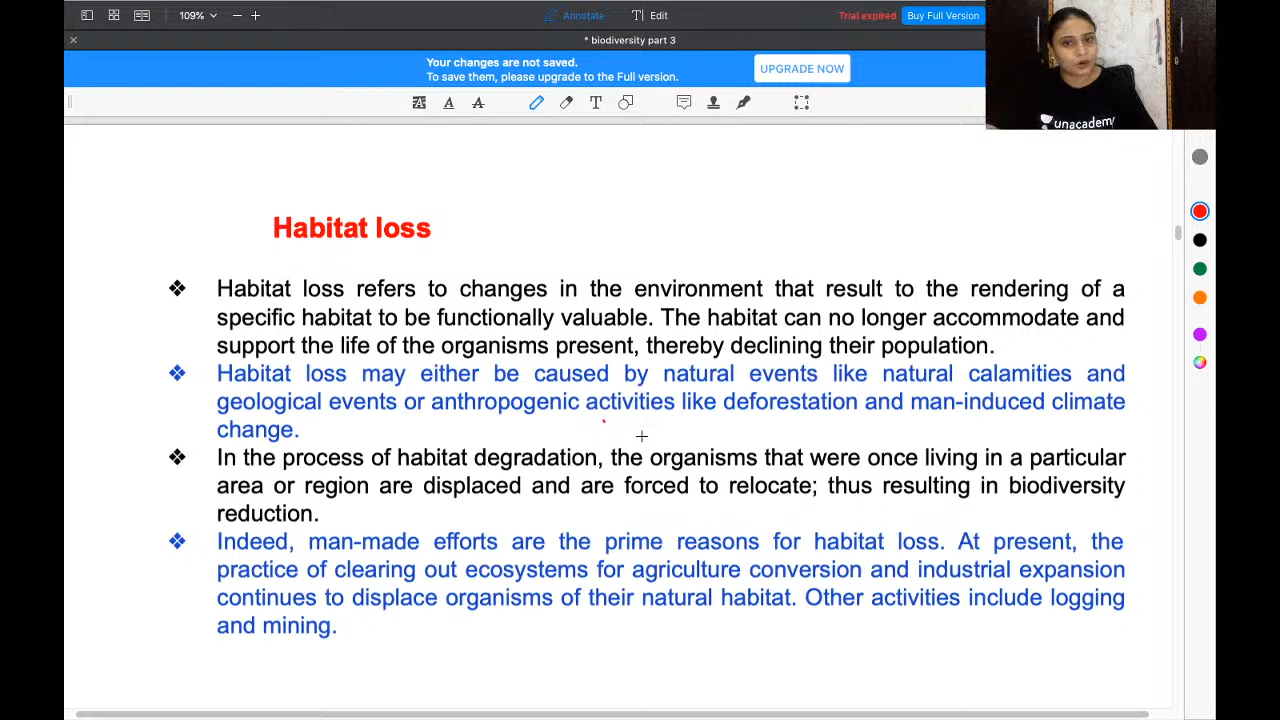 109%
Annotate
Edit
Trial expired
Buy Full Version
* biodiversity part 3
Your changes are not saved.
To save them, please upgrade to the Full version.
UPGRADE NOW
unacademy
Habitat loss
Habitat loss refers to changes in the environment that result to the rendering of a
specific habitat to be functionally valuable. The habitat can no longer accommodate and
support the life of the organisms present, thereby declining their population.
Habitat loss may either be caused by natural events like natural calamities and
geological events or anthropogenic activities like deforestation and man-induced climate
change.
In the process of habitat degradation, the organisms that were once living in a particular
area or region are displaced and are forced to relocate; thus resulting in biodiversity
reduction.
Indeed, man-made efforts are the prime reasons for habitat loss. At present, the
practice of clearing out ecosystems for agriculture conversion and industrial expansion
continues to displace organisms of their natural habitat. Other activities include logging
and mining.